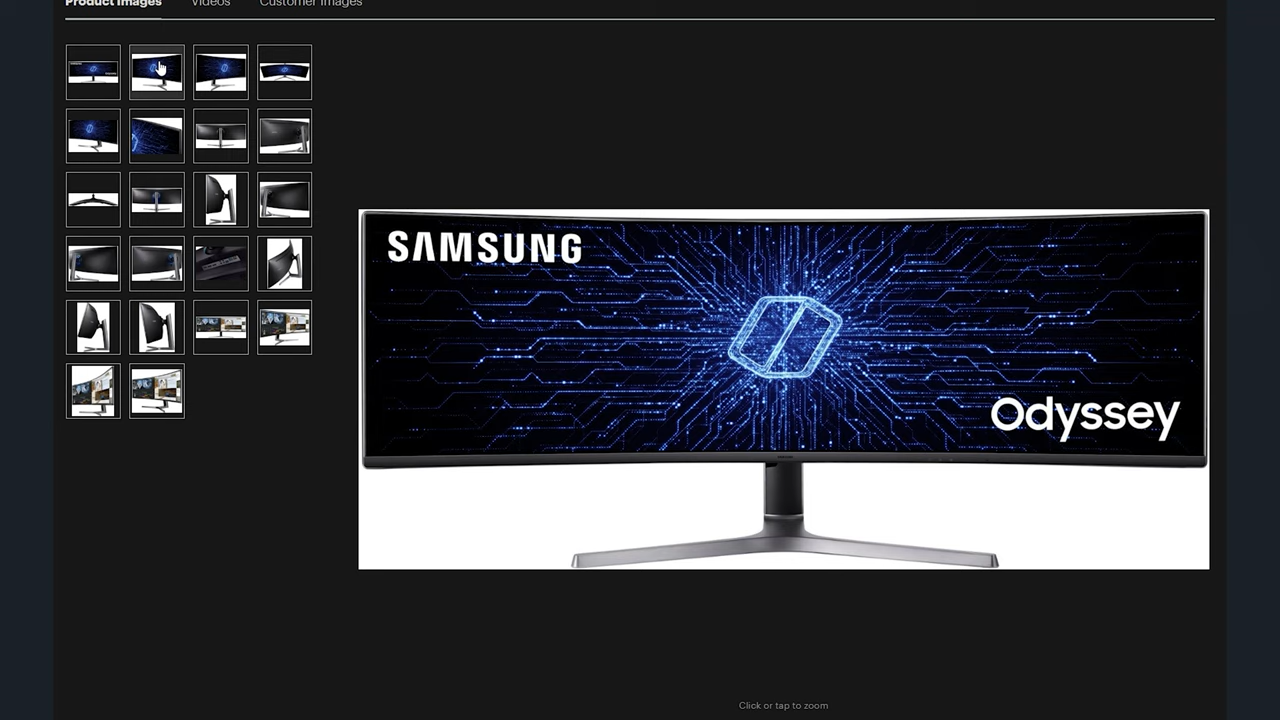 Product Images Videos Customer Images
SAMSUNG
Odyssey
Click or tap to zoom